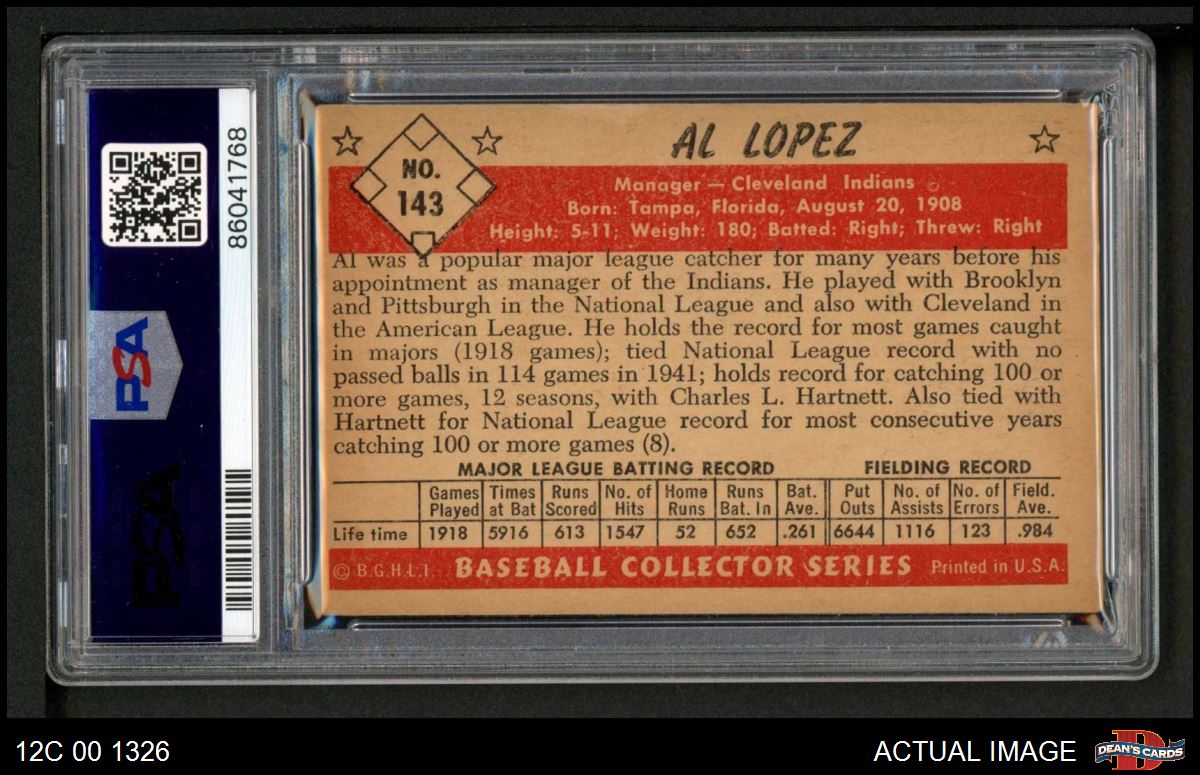 86041768
PSA
PSA
NO.
143
AL LOPEZ
Manager — Cleveland Indians
Born: Tampa, Florida, August 20, 1908
Height: 5-11; Weight: 180; Batted: Right; Threw: Right
Al was a popular major league catcher for many years before his
appointment as manager of the Indians. He played with Brooklyn
and Pittsburgh in the National League and also with Cleveland in
the American League. He holds the record for most games caught
in majors (1918 games); tied National League record with no
passed balls in 114 games in 1941; holds record for catching 100 or
more games, 12 seasons, with Charles L. Hartnett. Also tied with
Hartnett for National League record for most consecutive years
catching 100 or more games (8).
MAJOR LEAGUE BATTING RECORD FIELDING RECORD
Games Times Runs No. of Home Runs Bat. Put No. of No. of Field.
Played at Bat Scored Hits Runs Bat. In Ave. Outs Assists Errors Ave.
Life time 1918 5916 613 1547 52 652 .261 6644 1116 123 .984
© B.G.H.L.I. BASEBALL COLLECTOR SERIES Printed in U.S.A.
12C 00 1326 ACTUAL IMAGE DEAN'S CARDS